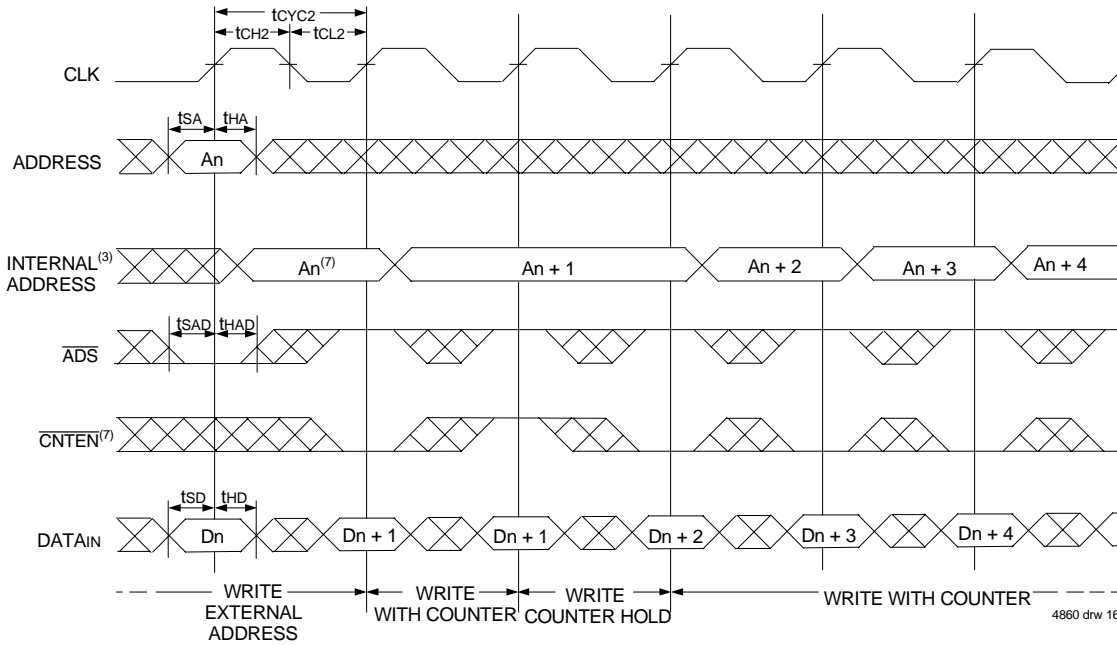 tCYC2
tCH2 tCL2
CLK
tSA tHA
ADDRESS An
INTERNAL(3)
ADDRESS
An(7) An + 1 An + 2 An + 3 An + 4
tSAD tHAD
ADS
CNTEN(7)
tSD tHD
DATAIN Dn Dn + 1 Dn + 1 Dn + 2 Dn + 3 Dn + 4
WRITE
EXTERNAL
ADDRESS
WRITE
WITH COUNTER
WRITE
COUNTER HOLD
WRITE WITH COUNTER
4860 drw 16